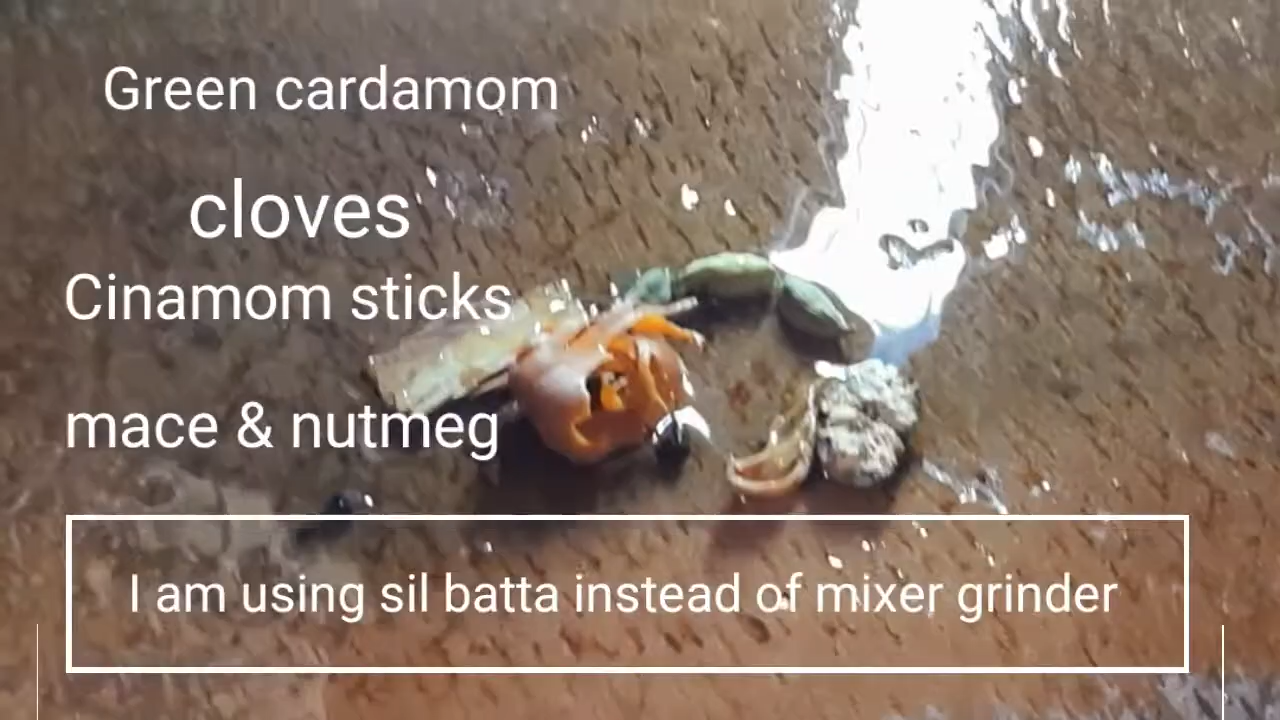 Green cardamom
cloves
Cinamom sticks
mace & nutmeg
I am using sil batta instead of mixer grinder